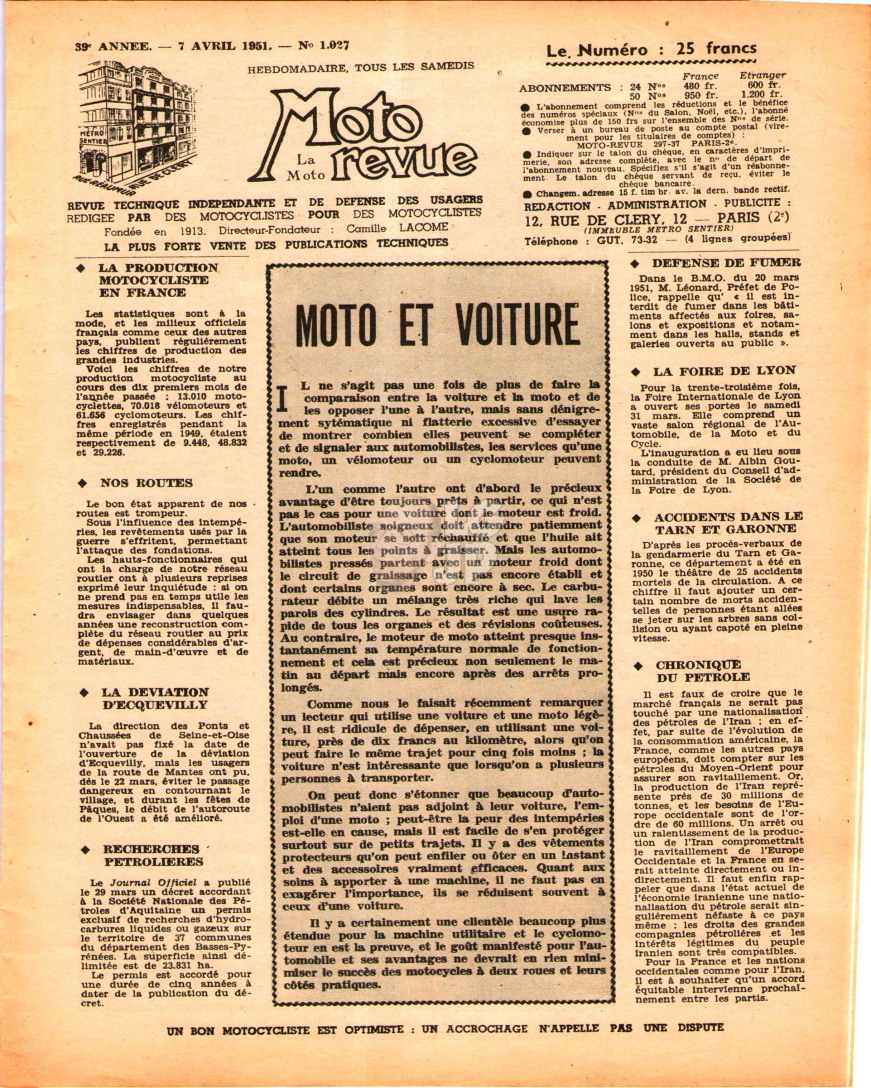 39e ANNEE. — 7 AVRIL 1951. — No 1.027
HEBDOMADAIRE, TOUS LES SAMEDIS
METRO
SENTIER
RUE REAUMUR
RUE DE CLERY
La
Moto
Moto
revue
REVUE TECHNIQUE INDEPENDANTE ET DE DEFENSE DES USAGERS
REDIGEE PAR DES MOTOCYCLISTES POUR DES MOTOCYCLISTES
Fondée en 1913. Directeur-Fondateur : Camille LACOME
LA PLUS FORTE VENTE DES PUBLICATIONS TECHNIQUES
Le Numéro : 25 francs
France Etranger
ABONNEMENTS : 24 Nos 480 fr. 600 fr.
50 Nos 950 fr. 1.200 fr.
● L'abonnement comprend les réductions et le bénéfice
des numéros spéciaux (Nos du Salon, Noël, etc.), l'abonné
économise plus de 150 frs sur l'ensemble des Nos de série.
● Verser à un bureau de poste au compte postal (vire-
ment pour les titulaires de comptes) :
MOTO-REVUE 297-37 PARIS-2e.
● Indiquer sur le talon du chèque, en caractères d'impri-
merie, son adresse complète, avec le no de départ de
l'abonnement nouveau. Spécifiez s'il s'agit d'un réabonne-
ment. Le talon du chèque servant de reçu, éviter le
chèque bancaire.
● Changem. adresse 15 f. tim br. av. la dern. bande rectif.
REDACTION - ADMINISTRATION - PUBLICITE :
12, RUE DE CLERY, 12 — PARIS (2e)
(IMMEUBLE METRO SENTIER)
Téléphone : GUT. 73-32 — (4 lignes groupées)
◆ LA PRODUCTION
MOTOCYCLISTE
EN FRANCE
Les statistiques sont à la
mode, et les milieux officiels
français comme ceux des autres
pays, publient régulièrement
les chiffres de production des
grandes industries.
Voici les chiffres de notre
production motocycliste au
cours des dix premiers mois de
l'année passée : 13.010 moto-
cyclettes, 70.018 vélomoteurs et
61.656 cyclomoteurs. Les chif-
fres enregistrés pendant la
même période en 1949, étaient
respectivement de 9.448, 48.832
et 29.226.
◆ NOS ROUTES
Le bon état apparent de nos
routes est trompeur.
Sous l'influence des intempé-
ries, les revêtements usés par la
guerre s'effritent, permettant
l'attaque des fondations.
Les hauts-fonctionnaires qui
ont la charge de notre réseau
routier ont à plusieurs reprises
exprimé leur inquiétude : si on
ne prend pas en temps utile les
mesures indispensables, il fau-
dra envisager dans quelques
années une reconstruction com-
plète du réseau routier au prix
de dépenses considérables d'ar-
gent, de main-d'œuvre et de
matériaux.
◆ LA DEVIATION
D'ECQUEVILLY
La direction des Ponts et
Chaussées de Seine-et-Oise
n'avait pas fixé la date de
l'ouverture de la déviation
d'Ecquevilly, mais les usagers
de la route de Mantes ont pu,
dès le 22 mars, éviter le passage
dangereux en contournant le
village, et durant les fêtes de
Pâques, le débit de l'autoroute
de l'Ouest a été amélioré.
◆ RECHERCHES
PETROLIERES
Le Journal Officiel a publié
le 29 mars un décret accordant
à la Société Nationale des Pé-
troles d'Aquitaine un permis
exclusif de recherches d'hydro-
carbures liquides ou gazeux sur
le territoire de 37 communes
du département des Basses-Py-
rénées. La superficie ainsi dé-
limitée est de 23.831 ha.
Le permis est accordé pour
une durée de cinq années à
dater de la publication du dé-
cret.
MOTO ET VOITURE
IL ne s'agit pas une fois de plus de faire la
comparaison entre la voiture et la moto et de
les opposer l'une à l'autre, mais sans dénigre-
ment sytématique ni flatterie excessive d'essayer
de montrer combien elles peuvent se compléter
et de signaler aux automobilistes, les services qu'une
moto, un vélomoteur ou un cyclomoteur peuvent
rendre.
L'un comme l'autre ont d'abord le précieux
avantage d'être toujours prêts à partir, ce qui n'est
pas le cas pour une voiture dont le moteur est froid.
L'automobiliste soigneux doit attendre patiemment
que son moteur se soit réchauffé et que l'huile ait
atteint tous les points à graisser. Mais les automo-
bilistes pressés partent avec un moteur froid dont
le circuit de graissage n'est pas encore établi et
dont certains organes sont encore à sec. Le carbu-
rateur débite un mélange très riche qui lave les
parois des cylindres. Le résultat est une usure ra-
pide de tous les organes et des révisions coûteuses.
Au contraire, le moteur de moto atteint presque ins-
tantanément sa température normale de fonction-
nement et cela est précieux non seulement le ma-
tin au départ mais encore après des arrêts pro-
longés.
Comme nous le faisait récemment remarquer
un lecteur qui utilise une voiture et une moto légè-
re, il est ridicule de dépenser, en utilisant une voi-
ture, près de dix francs au kilomètre, alors qu'on
peut faire le même trajet pour cinq fois moins ; la
voiture n'est intéressante que lorsqu'on a plusieurs
personnes à transporter.
On peut donc s'étonner que beaucoup d'auto-
mobilistes n'aient pas adjoint à leur voiture, l'em-
ploi d'une moto ; peut-être la peur des intempéries
est-elle en cause, mais il est facile de s'en protéger
surtout sur de petits trajets. Il y a des vêtements
protecteurs qu'on peut enfiler ou ôter en un instant
et des accessoires vraiment efficaces. Quant aux
soins à apporter à une machine, il ne faut pas en
exagérer l'importance, ils se réduisent souvent à
ceux d'une voiture.
Il y a certainement une clientèle beaucoup plus
étendue pour la machine utilitaire et le cyclomo-
teur en est la preuve, et le goût manifesté pour l'au-
tomobile et ses avantages ne devrait en rien mini-
miser le succès des motocycles à deux roues et leurs
côtés pratiques.
◆ DEFENSE DE FUMER
Dans le B.M.O. du 20 mars
1951, M. Léonard, Préfet de Po-
lice, rappelle qu' « il est in-
terdit de fumer dans les bâti-
ments affectés aux foires, sa-
lons et expositions et notam-
ment dans les halls, stands et
galeries ouverts au public ».
◆ LA FOIRE DE LYON
Pour la trente-troisième fois,
la Foire Internationale de Lyon
a ouvert ses portes le samedi
31 mars. Elle comprend un
vaste salon régional de l'Au-
tomobile, de la Moto et du
Cycle.
L'inauguration a eu lieu sous
la conduite de M. Albin Gou-
tard, président du Conseil d'ad-
ministration de la Société de
la Foire de Lyon.
◆ ACCIDENTS DANS LE
TARN ET GARONNE
D'après les procès-verbaux de
la gendarmerie du Tarn et Ga-
ronne, ce département a été en
1950 le théâtre de 25 accidents
mortels de la circulation. A ce
chiffre il faut ajouter un cer-
tain nombre de morts acciden-
telles de personnes étant allées
se jeter sur les arbres sans col-
lision ou ayant capoté en pleine
vitesse.
◆ CHRONIQUE
DU PETROLE
Il est faux de croire que le
marché français ne serait pas
touché par une nationalisation
des pétroles de l'Iran ; en ef-
fet, par suite de l'évolution de
la consommation américaine, la
France, comme les autres pays
européens, doit compter sur les
pétroles du Moyen-Orient pour
assurer son ravitaillement. Or,
la production de l'Iran repré-
sente près de 30 millions de
tonnes, et les besoins de l'Eu-
rope occidentale sont de l'or-
dre de 60 millions. Un arrêt ou
un ralentissement de la produc-
tion de l'Iran compromettrait
le ravitaillement de l'Europe
Occidentale et la France en se-
rait atteinte directement ou in-
directement. Il faut enfin rap-
peler que dans l'état actuel de
l'économie iranienne une natio-
nalisation du pétrole serait sin-
gulièrement néfaste à ce pays
même ; les droits des grandes
compagnies pétrolières et les
intérêts légitimes du peuple
iranien sont très compatibles.
Pour la France et les nations
occidentales comme pour l'Iran,
il est à souhaiter qu'un accord
équitable intervienne prochai-
nement entre les partis.
UN BON MOTOCYCLISTE EST OPTIMISTE : UN ACCROCHAGE N'APPELLE PAS UNE DISPUTE